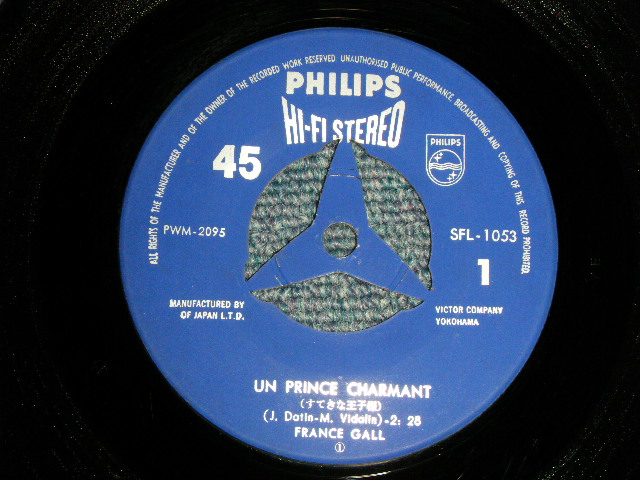 ALL RIGHTS OF THE MANUFACTURER AND OF THE OWNER OF THE RECORDED WORK RESERVED UNAUTHORISED PUBLIC PERFORMANCE BROADCASTING AND COPYING OF THIS RECORD PROHIBITED.
PHILIPS
HI-FI STEREO
45
PHILIPS
PWM-2095
SFL-1053
1
MANUFACTURED BY
OF JAPAN L.T.D.
VICTOR COMPANY
YOKOHAMA
UN PRINCE CHARMANT
(すてきな王子様)
(J. Datin-M. Vidalin)-2:28
FRANCE GALL
①